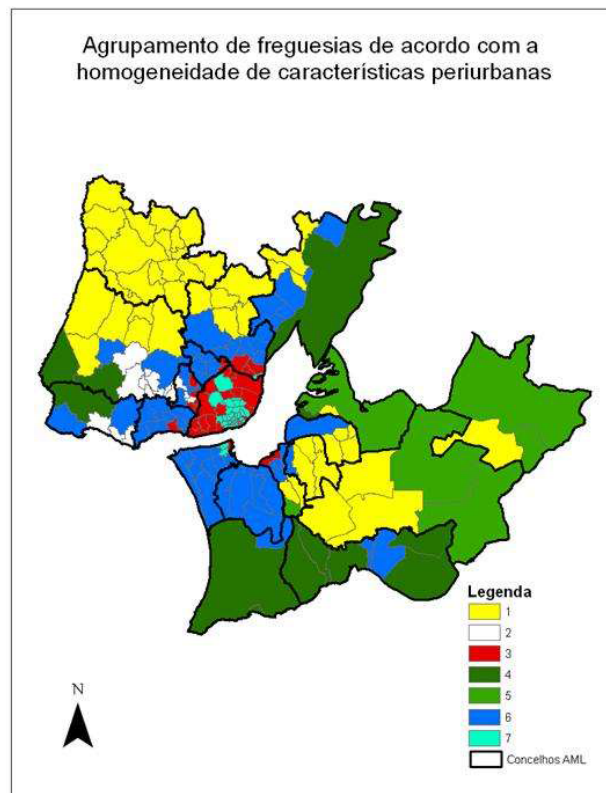 Agrupamento de freguesias de acordo com a
homogeneidade de características periurbanas
Legenda
1
2
3
4
5
6
7
Concelhos AML
N